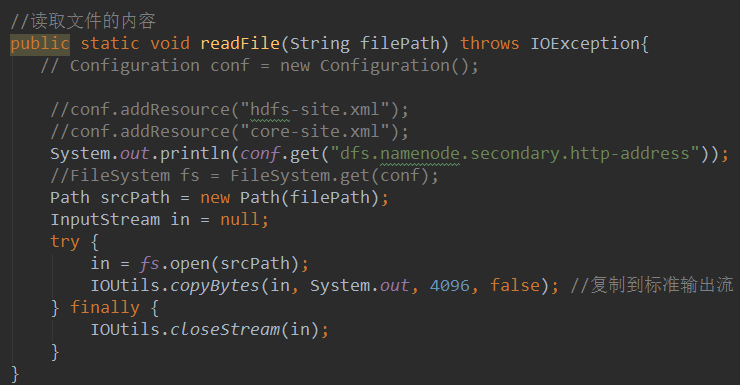 //读取文件的内容
public static void readFile(String filePath) throws IOException{
// Configuration conf = new Configuration();
//conf.addResource("hdfs-site.xml");
//conf.addResource("core-site.xml");
System.out.println(conf.get("dfs.namenode.secondary.http-address"));
//FileSystem fs = FileSystem.get(conf);
Path srcPath = new Path(filePath);
InputStream in = null;
try {
in = fs.open(srcPath);
IOUtils.copyBytes(in, System.out, 4096, false); //复制到标准输出流
} finally {
IOUtils.closeStream(in);
}
}